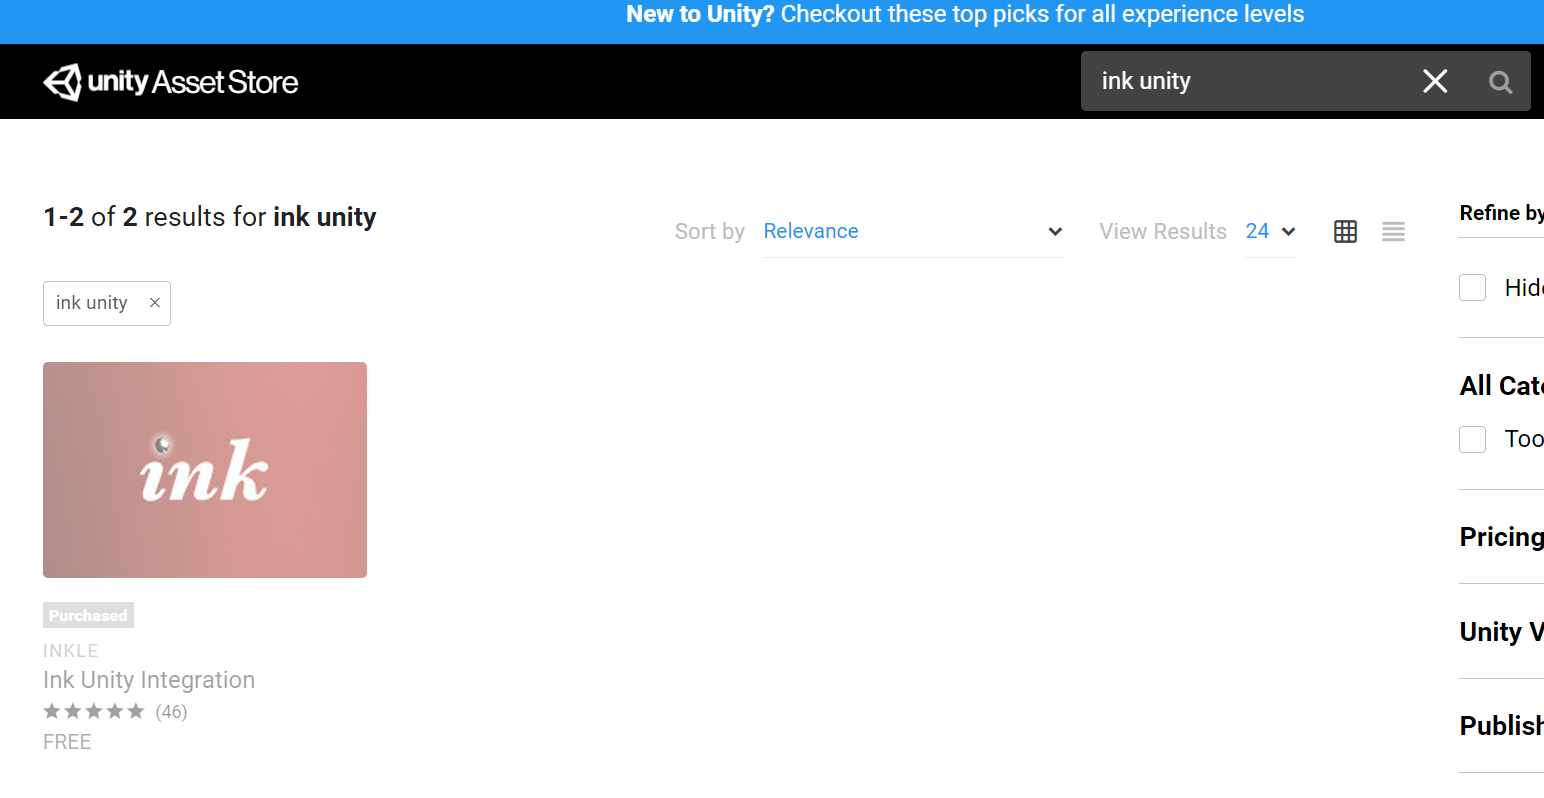 New to Unity? Checkout these top picks for all experience levels
unity Asset Store
ink unity
1-2 of 2 results for ink unity
Sort by Relevance
View Results 24
ink unity ×
ink
Purchased
INKLE
Ink Unity Integration
(46)
FREE
Refine by
Hid
All Cat
Too
Pricing
Unity V
Publish